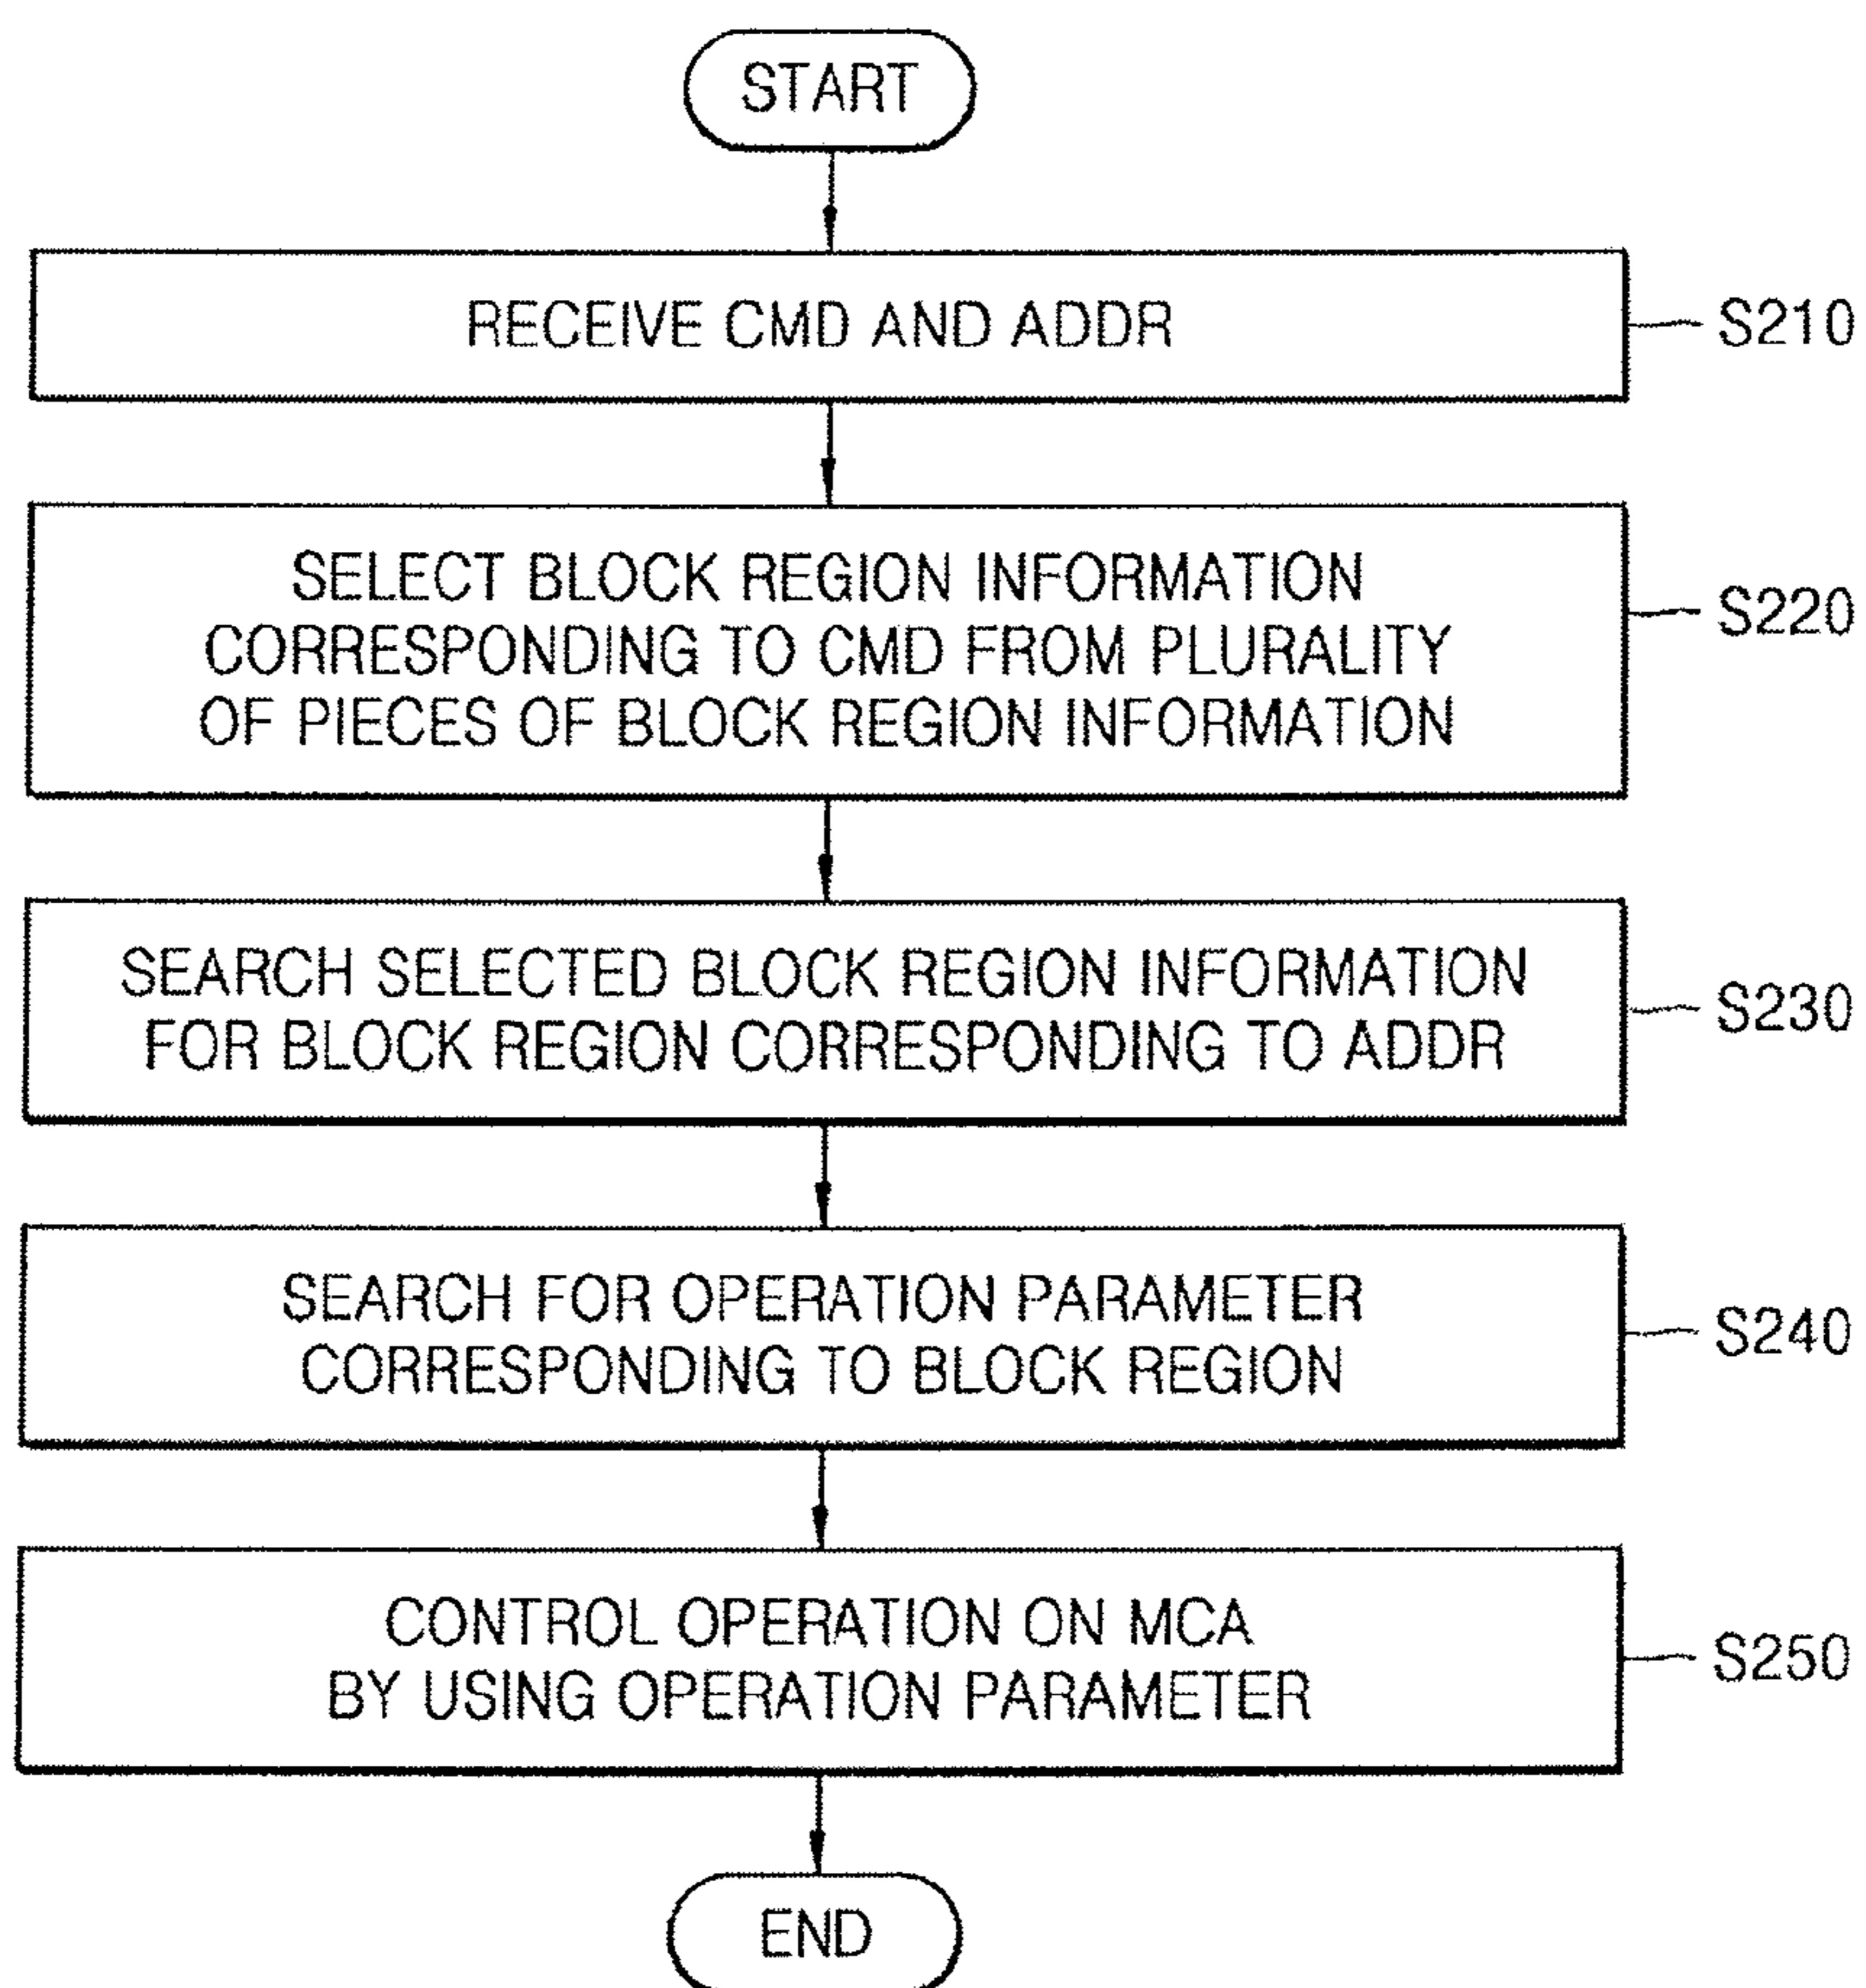 START
RECEIVE CMD AND ADDR
S210
SELECT BLOCK REGION INFORMATION
CORRESPONDING TO CMD FROM PLURALITY
OF PIECES OF BLOCK REGION INFORMATION
S220
SEARCH SELECTED BLOCK REGION INFORMATION
FOR BLOCK REGION CORRESPONDING TO ADDR
S230
SEARCH FOR OPERATION PARAMETER
CORRESPONDING TO BLOCK REGION
S240
CONTROL OPERATION ON MCA
BY USING OPERATION PARAMETER
S250
END